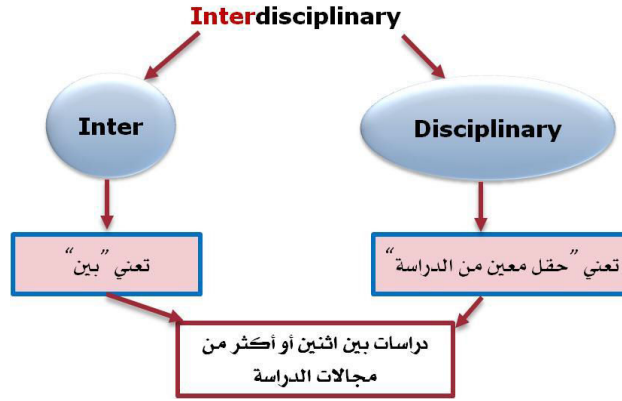 Interdisciplinary
Inter
Disciplinary
تعني ”بين“
تعني ”حقل معين من الدراسة“
دراسات بين اثنين أو أكثر من
مجالات الدراسة